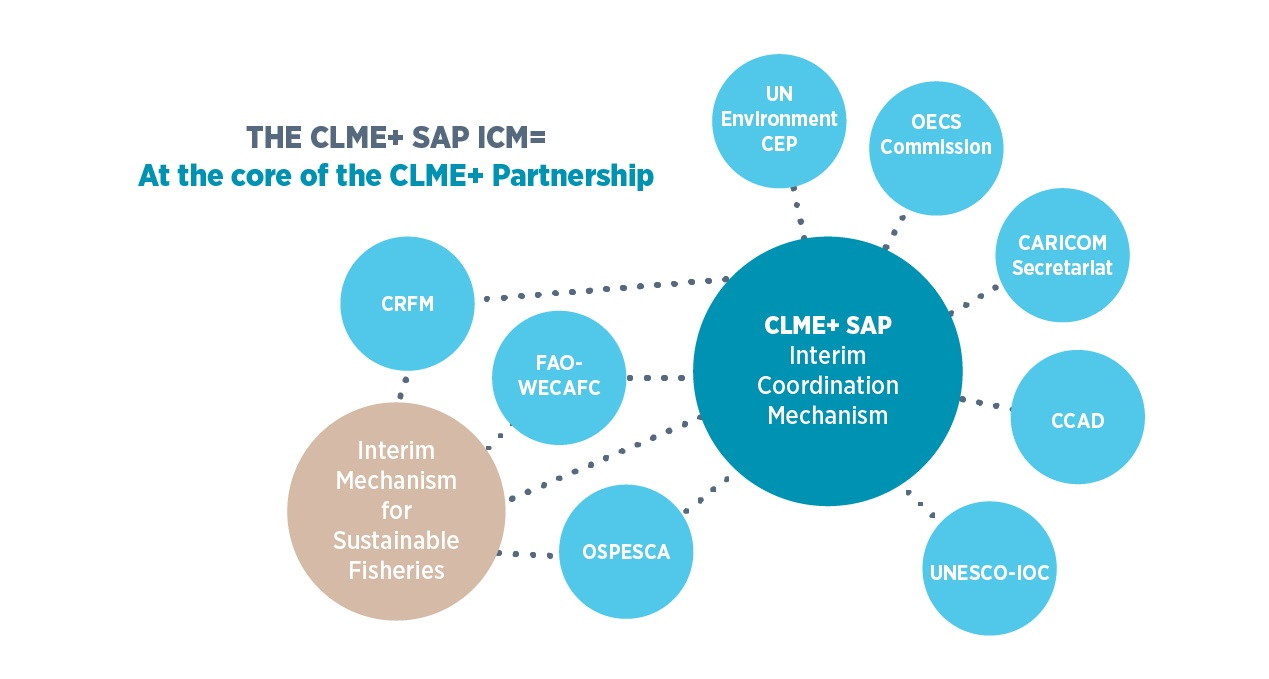 THE CLME+ SAP ICM=
At the core of the CLME+ Partnership
UN
Environment
CEP
OECS
Commission
CARICOM
Secretariat
CRFM
FAO-
WECAFC
CLME+ SAP
Interim
Coordination
Mechanism
CCAD
Interim
Mechanism
for
Sustainable
Fisheries
OSPESCA
UNESCO-IOC